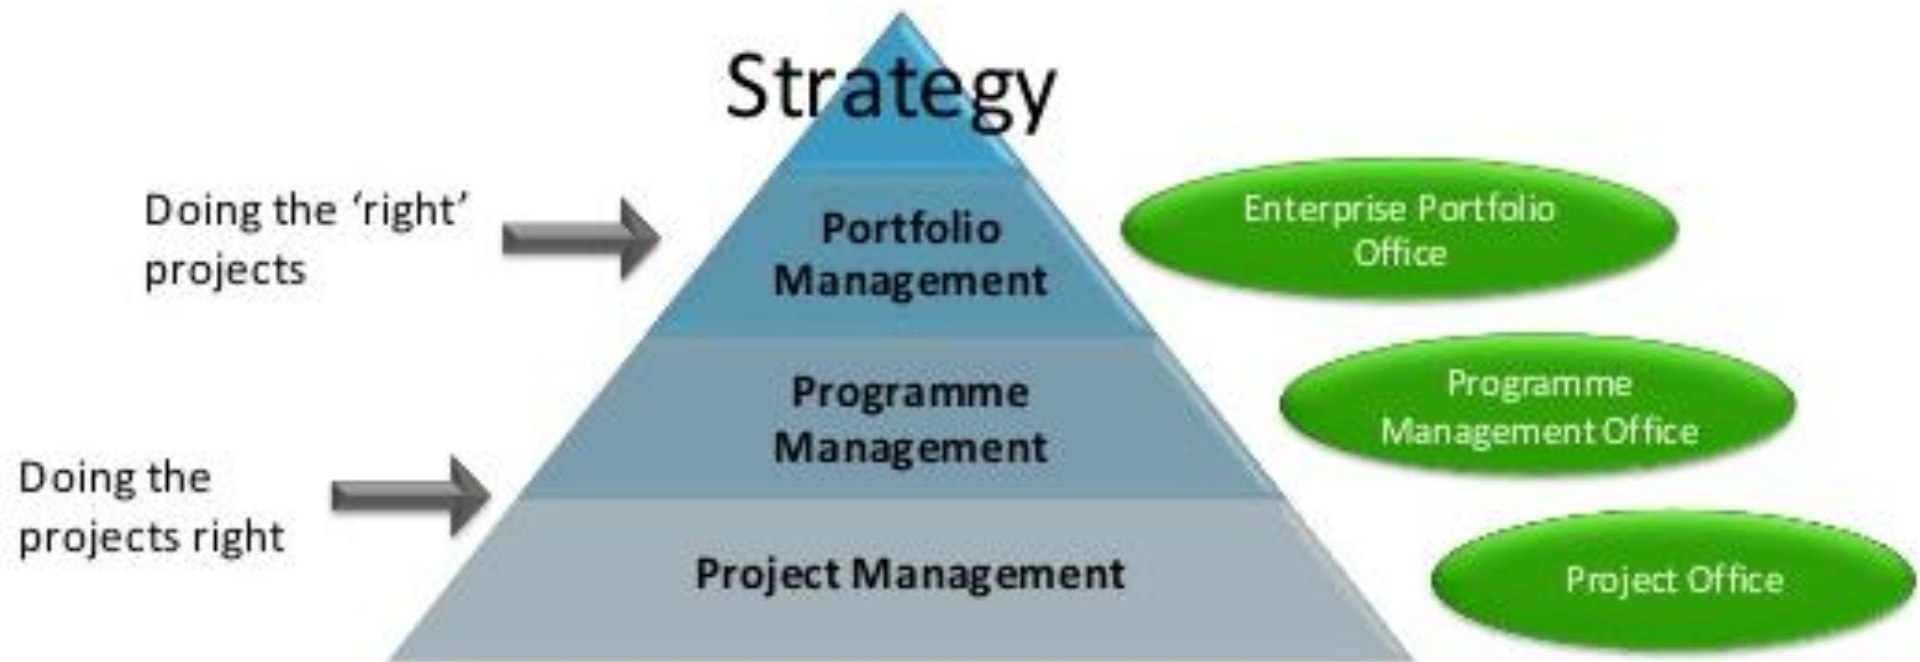 Strategy
Doing the ‘right’
projects
Portfolio
Management
Enterprise Portfolio
Office
Programme
Management
Programme
Management Office
Doing the
projects right
Project Management
Project Office